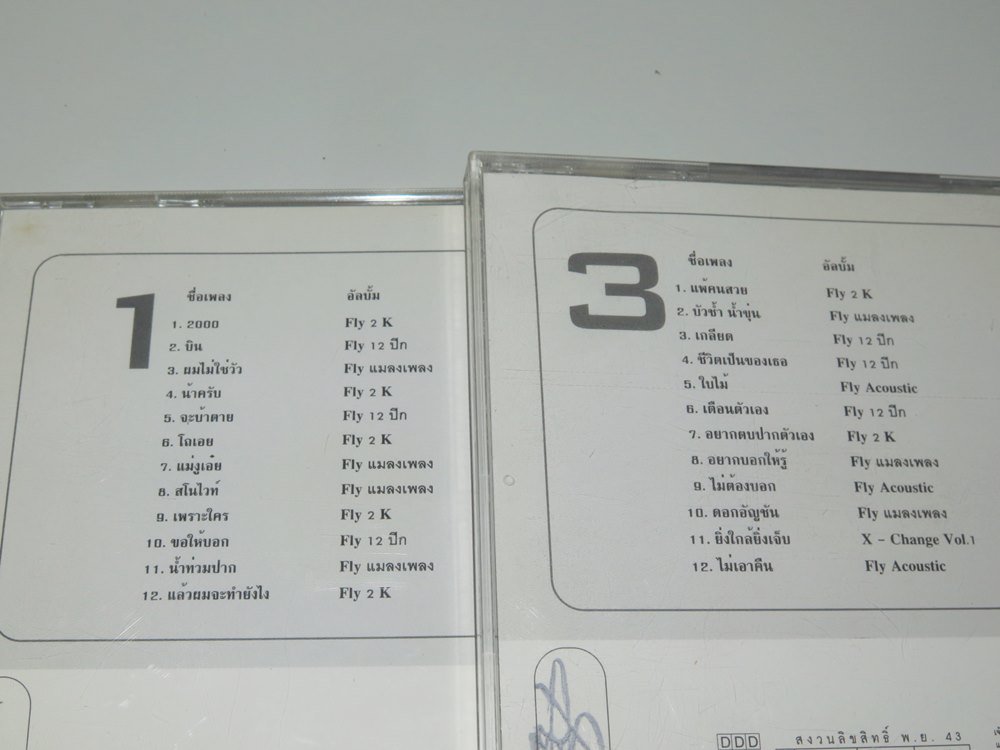 1
ชื่อเพลง อัลบั้ม
1. 2000 Fly 2 K
2. บิน Fly 12 ปีก
3. ผมไม่ใช่วัว Fly แมลงเพลง
4. น้าครับ Fly 2 K
5. จะบ้าตาย Fly 12 ปีก
6. โถเอย Fly 2 K
7. แม่งูเอ๋ย Fly แมลงเพลง
8. สโนไวท์ Fly แมลงเพลง
9. เพราะใคร Fly 2 K
10. ขอให้บอก Fly 12 ปีก
11. น้ำท่วมปาก Fly แมลงเพลง
12. แล้วผมจะทำยังไง Fly 2 K
3
ชื่อเพลง อัลบั้ม
1. แพ้คนสวย Fly 2 K
2. บัวช้ำ น้ำขุ่น Fly แมลงเพลง
3. เกลียด Fly 12 ปีก
4. ชีวิตเป็นของเธอ Fly 12 ปีก
5. ใบไม้ Fly Acoustic
6. เตือนตัวเอง Fly 12 ปีก
7. อยากตบปากตัวเอง Fly 2 K
8. อยากบอกให้รู้ Fly แมลงเพลง
9. ไม่ต้องบอก Fly Acoustic
10. ดอกอัญชัน Fly แมลงเพลง
11. ยิ่งใกล้ยิ่งเจ็บ X - Change Vol.1
12. ไม่เอาคืน Fly Acoustic
DDD สงวนลิขสิทธิ์ พ.ย. 43